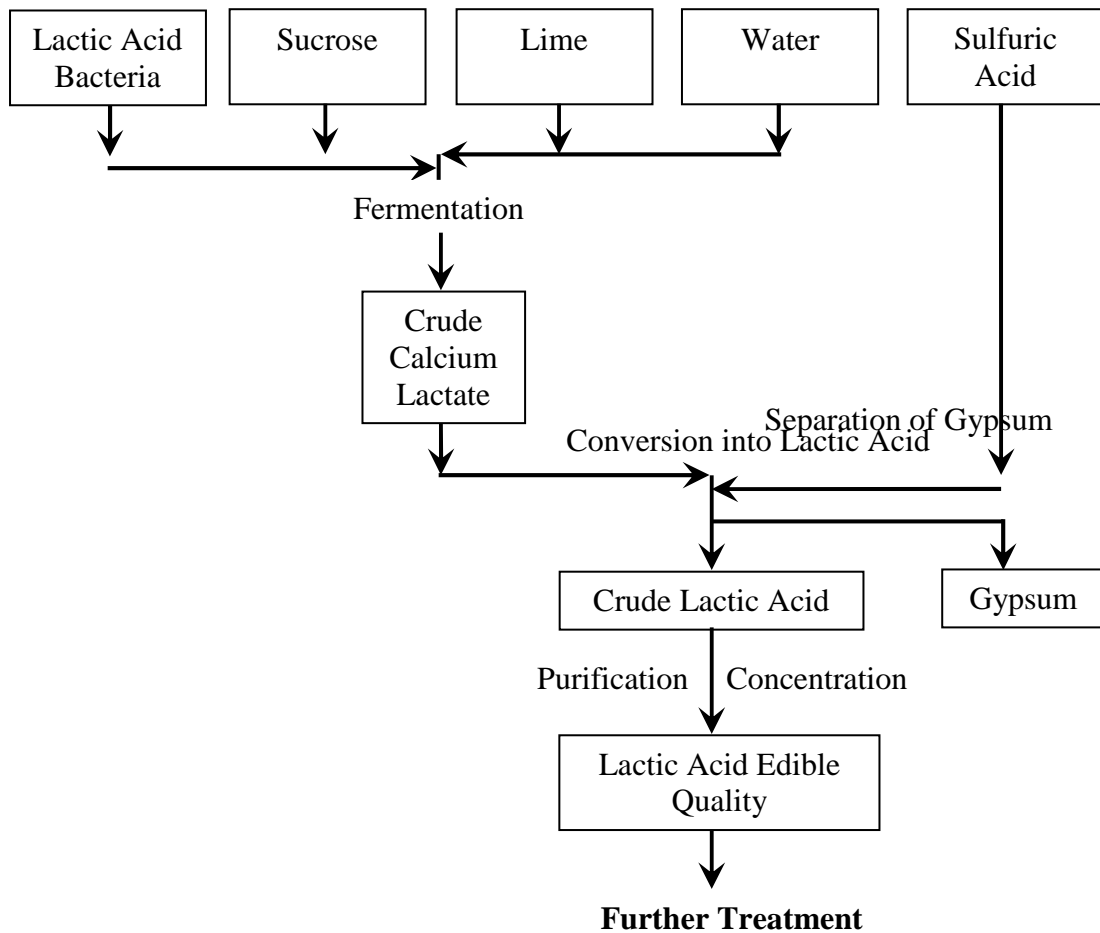 Lactic Acid
Bacteria
Sucrose
Lime
Water
Sulfuric
Acid
Fermentation
Crude
Calcium
Lactate
Separation of Gypsum
Conversion into Lactic Acid
Crude Lactic Acid
Gypsum
Purification
Concentration
Lactic Acid Edible
Quality
Further Treatment